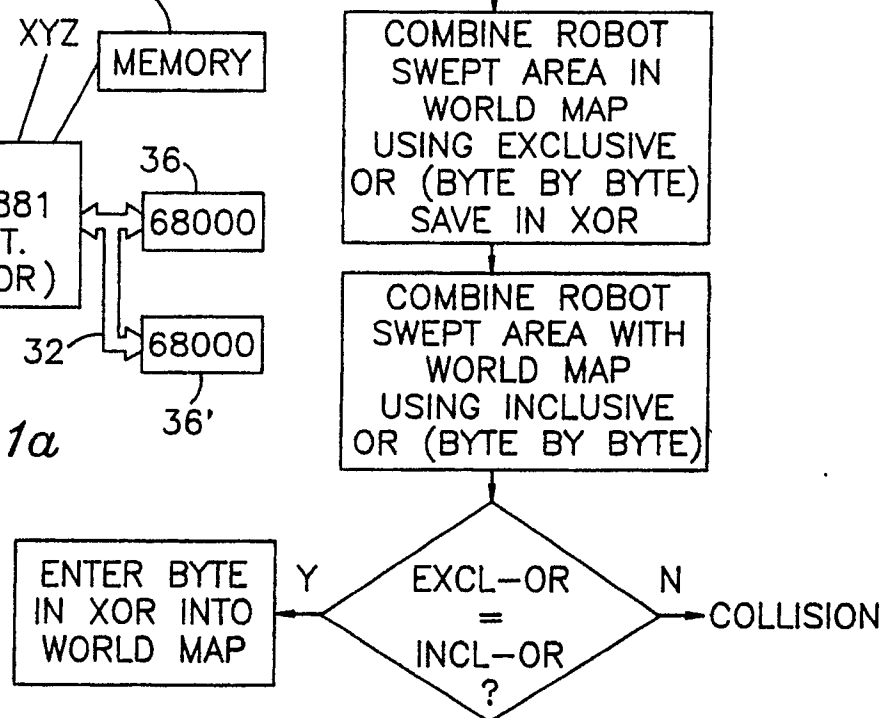 XYZ
MEMORY
881
T.
OR)
36
68000
32
68000
36'
1a
COMBINE ROBOT
SWEPT AREA IN
WORLD MAP
USING EXCLUSIVE
OR (BYTE BY BYTE)
SAVE IN XOR
COMBINE ROBOT
SWEPT AREA WITH
WORLD MAP
USING INCLUSIVE
OR (BYTE BY BYTE)
EXCL-OR
=
INCL-OR
?
Y
N
ENTER BYTE
IN XOR INTO
WORLD MAP
COLLISION